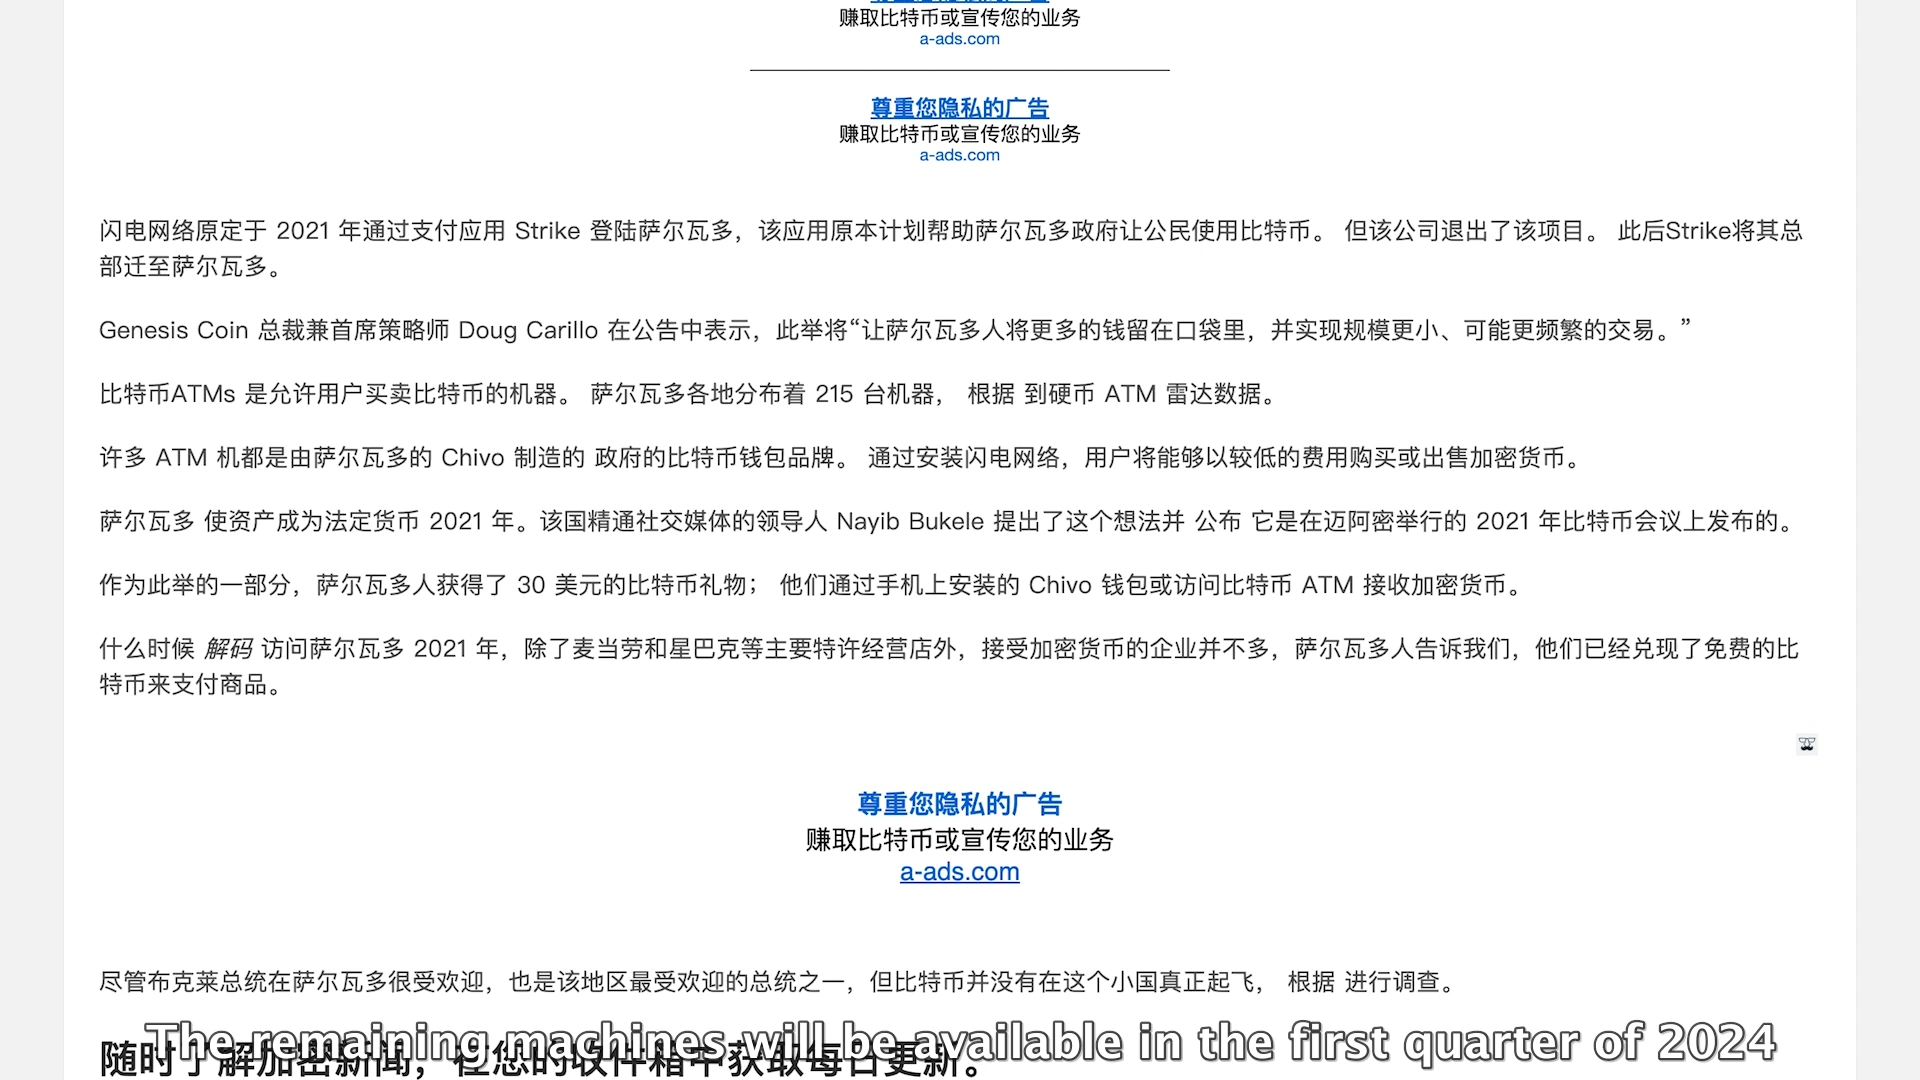 赚取比特币或宣传您的业务
a-ads.com
尊重您隐私的广告
赚取比特币或宣传您的业务
a-ads.com
闪电网络原定于 2021 年通过支付应用 Strike 登陆萨尔瓦多，该应用原本计划帮助萨尔瓦多政府让公民使用比特币。 但该公司退出了该项目。 此后Strike将其总
部迁至萨尔瓦多。
Genesis Coin 总裁兼首席策略师 Doug Carillo 在公告中表示，此举将“让萨尔瓦多人将更多的钱留在口袋里，并实现规模更小、可能更频繁的交易。”
比特币ATMs 是允许用户买卖比特币的机器。 萨尔瓦多各地分布着 215 台机器， 根据 到硬币 ATM 雷达数据。
许多 ATM 机都是由萨尔瓦多的 Chivo 制造的 政府的比特币钱包品牌。 通过安装闪电网络，用户将能够以较低的费用购买或出售加密货币。
萨尔瓦多 使资产成为法定货币 2021 年。该国精通社交媒体的领导人 Nayib Bukele 提出了这个想法并 公布 它是在迈阿密举行的 2021 年比特币会议上发布的。
作为此举的一部分，萨尔瓦多人获得了 30 美元的比特币礼物； 他们通过手机上安装的 Chivo 钱包或访问比特币 ATM 接收加密货币。
什么时候 解码 访问萨尔瓦多 2021 年，除了麦当劳和星巴克等主要特许经营店外，接受加密货币的企业并不多，萨尔瓦多人告诉我们，他们已经兑现了免费的比
特币来支付商品。
尊重您隐私的广告
赚取比特币或宣传您的业务
a-ads.com
尽管布克莱总统在萨尔瓦多很受欢迎，也是该地区最受欢迎的总统之一，但比特币并没有在这个小国真正起飞， 根据 进行调查。
The remaining machines will be available in the first quarter of 2024
随时了解加密新闻，在您的收件箱中获取每日更新。